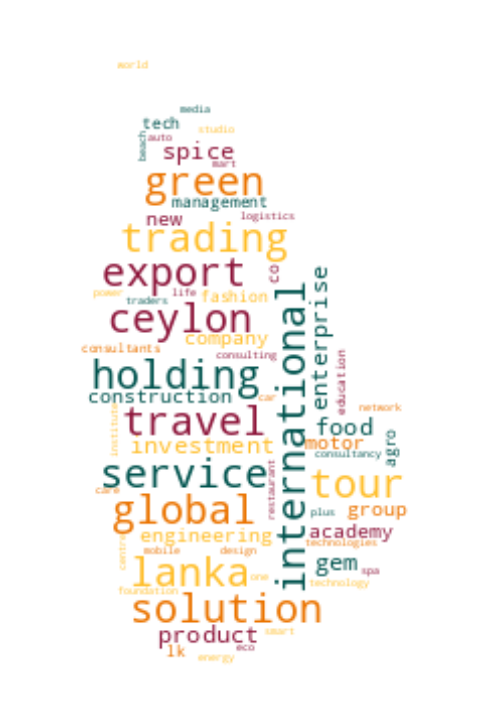 world
media
tech
studio
beach
auto
spice
mart
green
management
new
logistics
trading
export
co
power
life
traders
fashion
ceylon
company
enterprise
consultants
consulting
international
holding
education
construction
car
network
travel
institute
food
investment
motor
agro
consultancy
service
restaurant
tour
care
global
plus
group
engineering
academy
centre
mobile
design
technologies
lanka
one
gem
spa
foundation
technology
solution
product
smart
eco
lk
energy